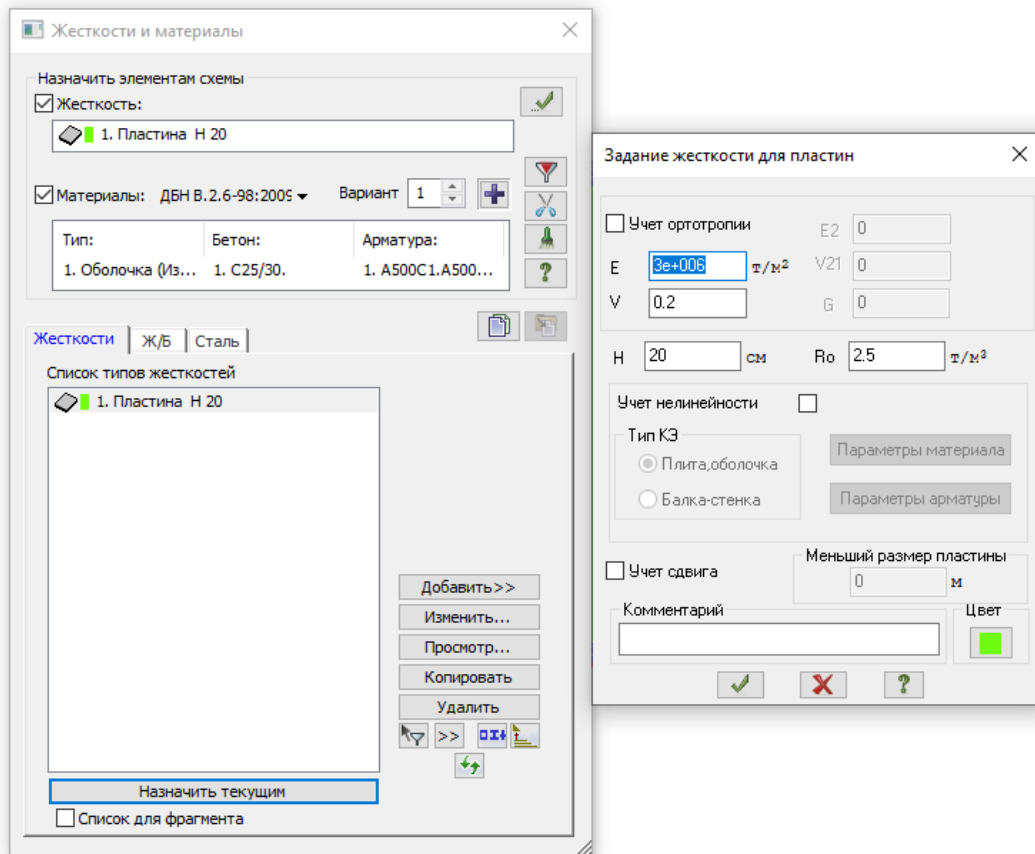 Жесткости и материалы
Назначить элементам схемы
Жесткость:
1. Пластина H 20
Материалы: ДБН В.2.6-98:2009 Вариант 1
Тип: Бетон: Арматура:
1. Оболочка (Из... 1. C25/30. 1. A500C1.A500...
Жесткости Ж/Б Сталь
Список типов жесткостей
1. Пластина H 20
Добавить>>
Изменить...
Просмотр...
Копировать
Удалить
>>
Назначить текущим
Список для фрагмента
Задание жесткости для пластин
Учет ортотропии E2 0
E 3e+006 т/м² V21 0
V 0.2 G 0
H 20 см Ro 2.5 т/м³
Учет нелинейности
Тип КЭ
Плита,оболочка
Балка-стенка
Параметры материала
Параметры арматуры
Учет сдвига
Меньший размер пластины
0 м
Комментарий
Цвет